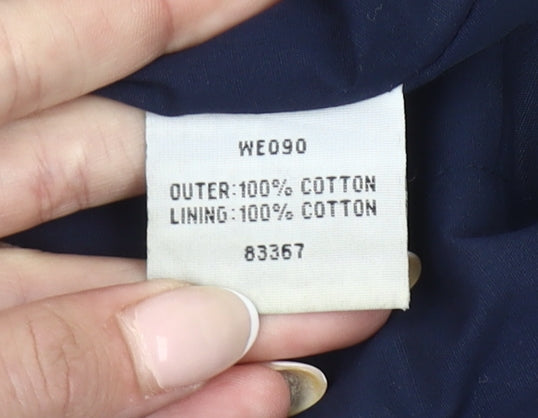 WE090
OUTER:100% COTTON
LINING:100% COTTON
83367